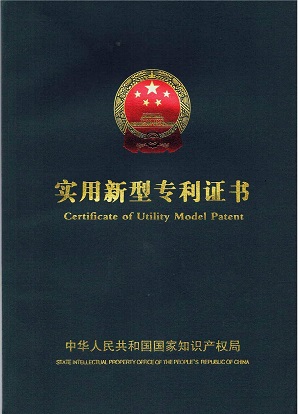 实用新型专利证书
Certificate of Utility Model Patent
中华人民共和国国家知识产权局
STATE INTELLECTUAL PROPERTY OFFICE OF THE PEOPLE'S REPUBLIC OF CHINA